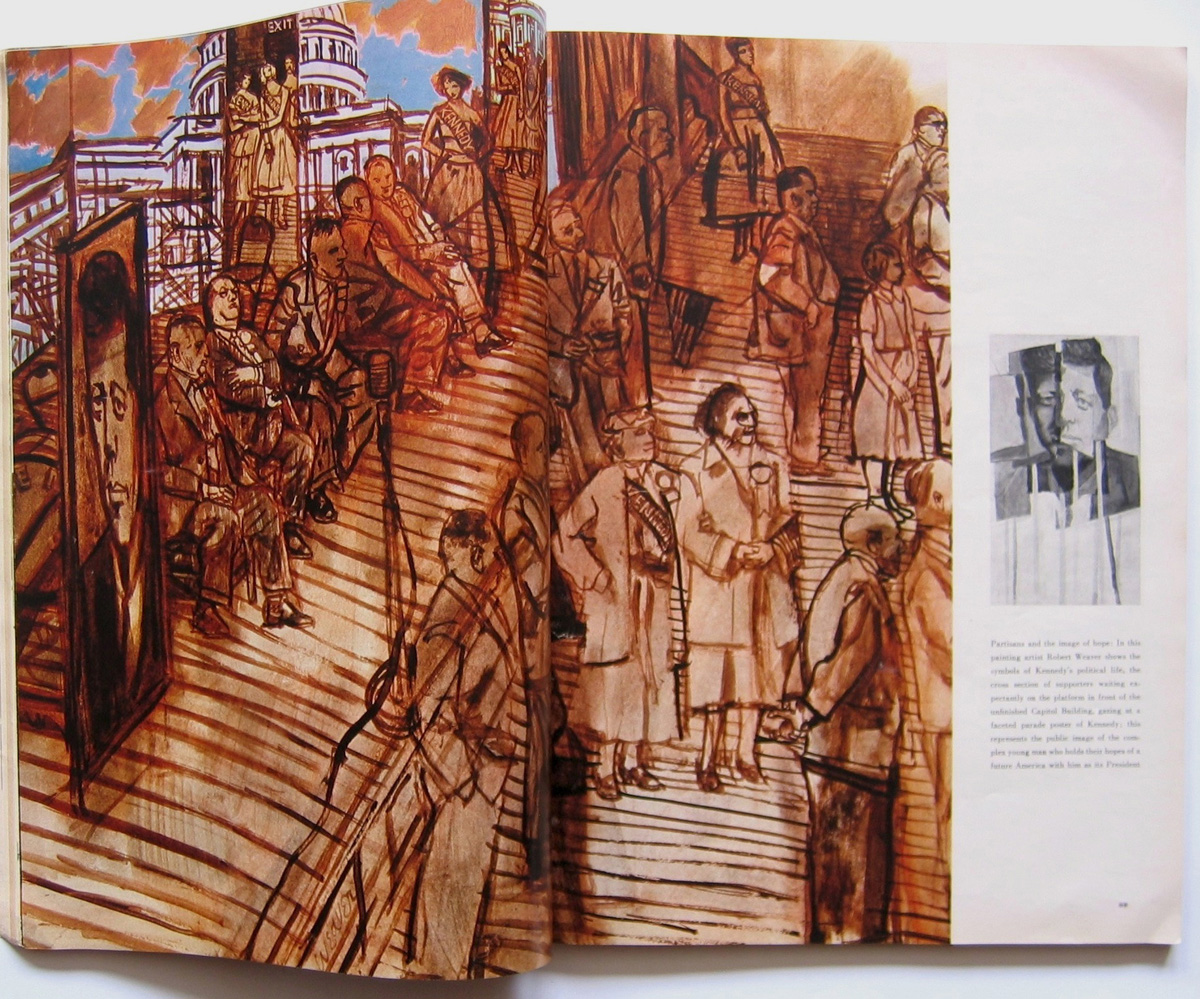 EXIT
KENNEDY
KENNEDY
Partisans and the image of hope: In this
painting artist Robert Weaver shows the
symbols of Kennedy's political life; the
cross section of supporters waiting ex-
pectantly on the platform in front of the
unfinished Capitol Building, gazing at a
faceted parade poster of Kennedy; this
represents the public image of the com-
plex young man who holds their hopes of a
future America with him as its President